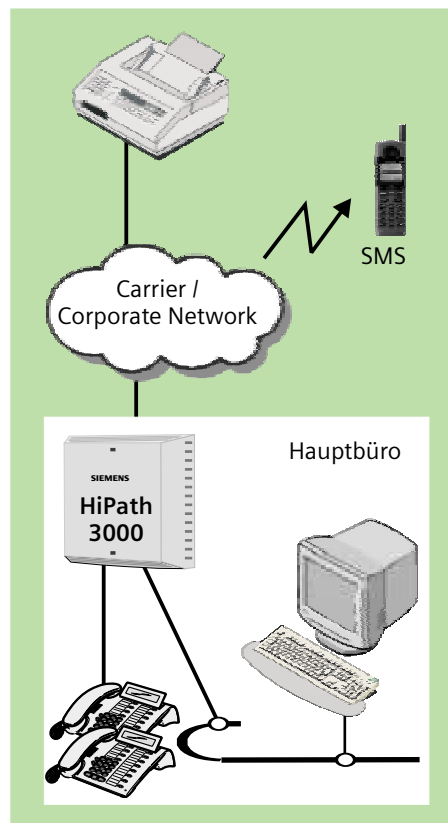 SMS
Carrier /
Corporate Network
Hauptbüro
SIEMENS
HiPath
3000